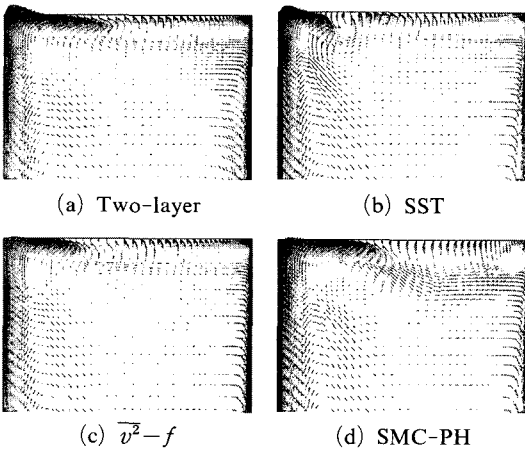 (a) Two-layer
(b) SST
(c) $\overline{v^2}-f$
(d) SMC-PH